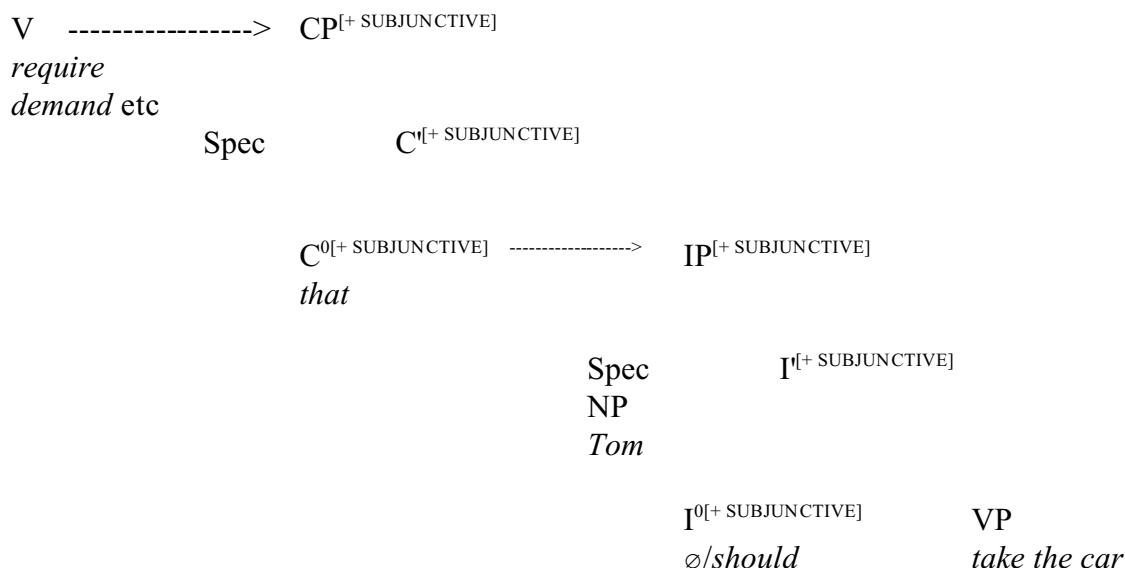 V -----------------> CP[+ SUBJUNCTIVE]
require
demand etc
Spec C'[+ SUBJUNCTIVE]
C0[+ SUBJUNCTIVE] -------------------> IP[+ SUBJUNCTIVE]
that
Spec I'[+ SUBJUNCTIVE]
NP
Tom
I0[+ SUBJUNCTIVE] VP
∅/should take the car